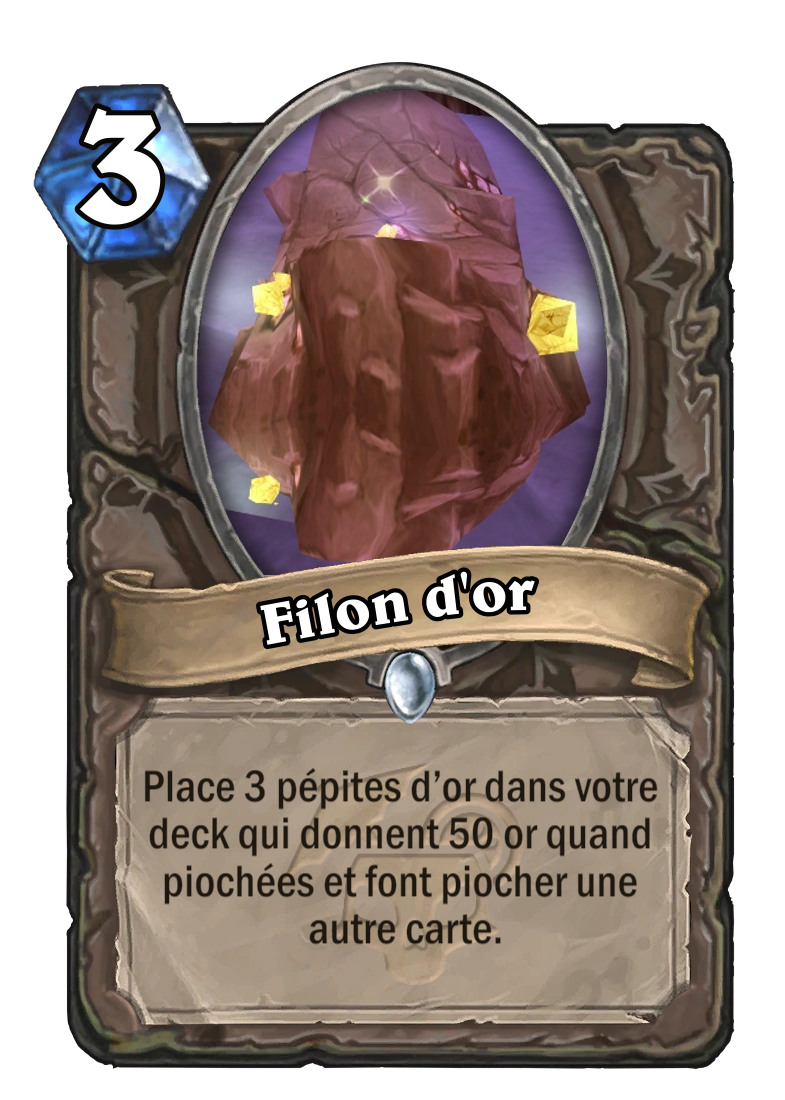 3
Filon d'or
Place 3 pépites d’or dans votre
deck qui donnent 50 or quand
piochées et font piocher une
autre carte.